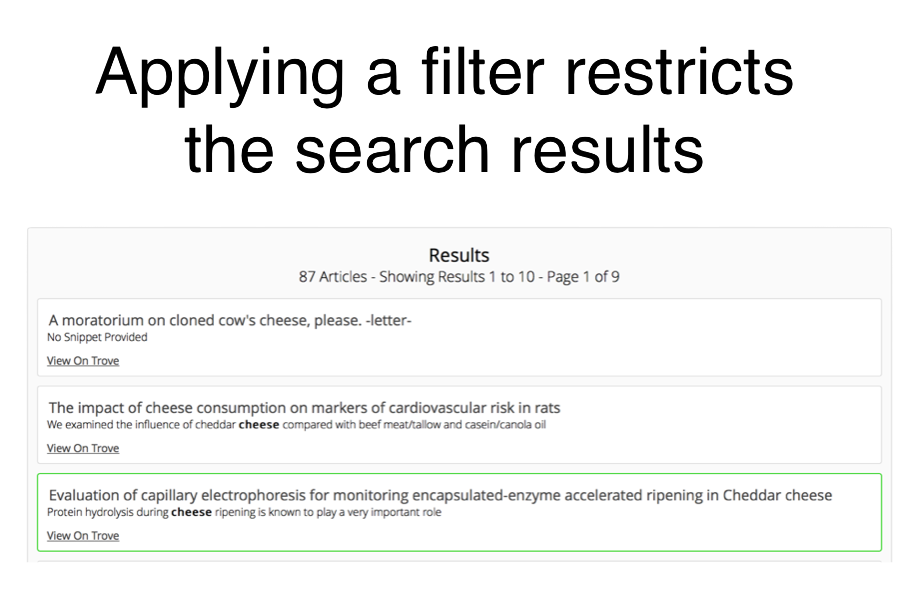 Applying a filter restricts
the search results
Results
87 Articles - Showing Results 1 to 10 - Page 1 of 9
A moratorium on cloned cow's cheese, please. -letter-
No Snippet Provided
View On Trove
The impact of cheese consumption on markers of cardiovascular risk in rats
We examined the influence of cheddar cheese compared with beef meat/tallow and casein/canola oil
View On Trove
Evaluation of capillary electrophoresis for monitoring encapsulated-enzyme accelerated ripening in Cheddar cheese
Protein hydrolysis during cheese ripening is known to play a very important role
View On Trove